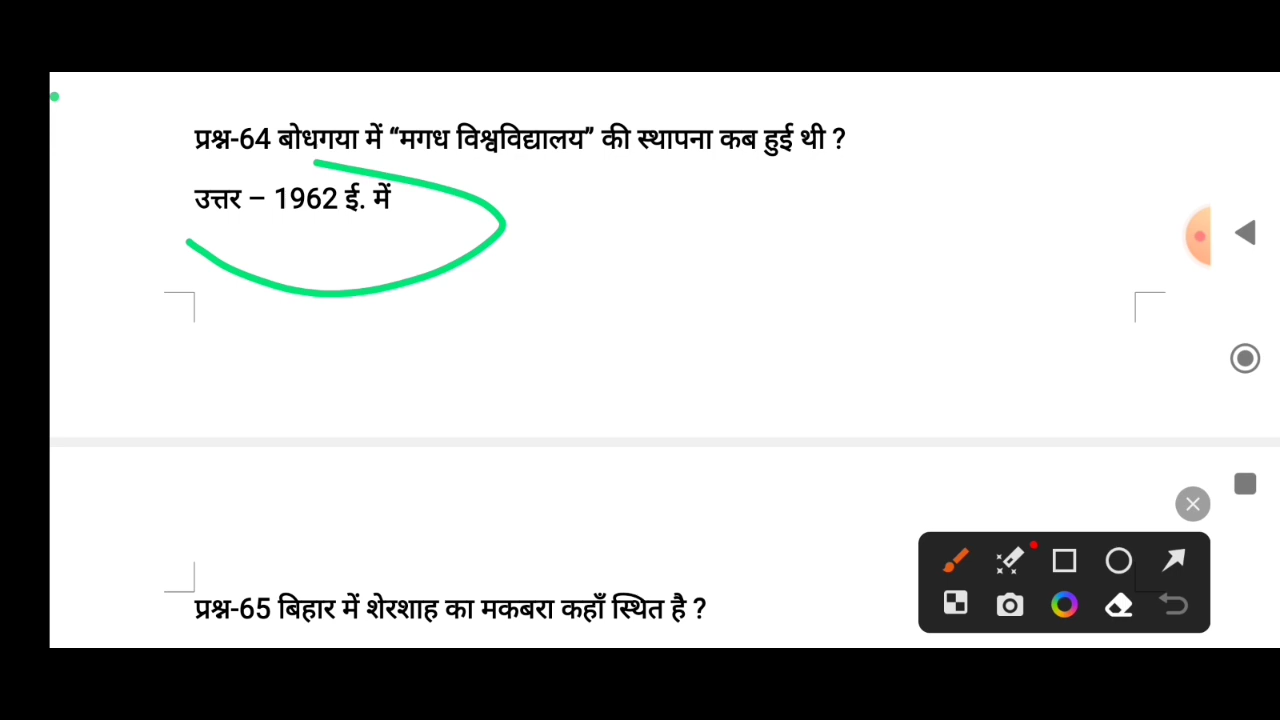 प्रश्न-64 बोधगया में “मगध विश्वविद्यालय” की स्थापना कब हुई थी ?
उत्तर – 1962 ई. में
प्रश्न-65 बिहार में शेरशाह का मकबरा कहाँ स्थित है ?